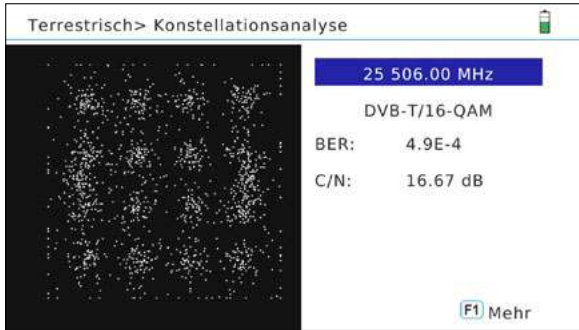 Terrestrisch> Konstellationsanalyse
25 506.00 MHz
DVB-T/16-QAM
BER: 4.9E-4
C/N: 16.67 dB
F1 Mehr